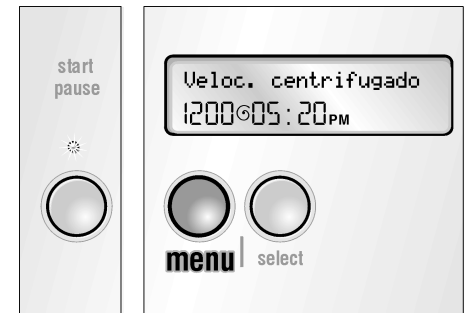 start
pause
Veloc. centrifugado
1200 05:20PM
menu select